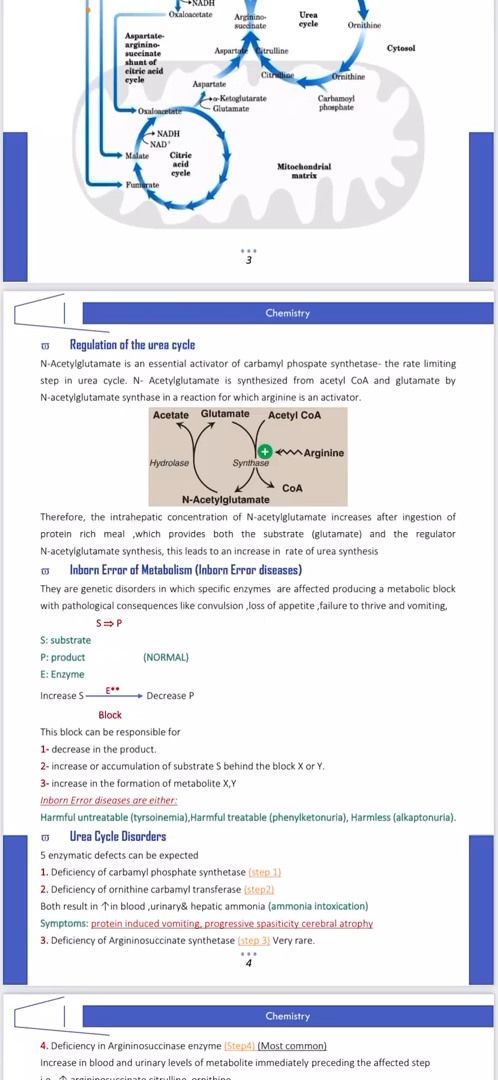 NADH
Oxaloacetate
Arginino-
succinate
Urea
cycle
Ornithine
Aspartate-
arginino-
succinate
shunt of
citric acid
cycle
Aspartate
Citrulline
Cytosol
Citrulline
Ornithine
Aspartate
α-Ketoglutarate
Glutamate
Carbamoyl
phosphate
Oxaloacetate
NADH
NAD+
Malate
Citric
acid
cycle
Mitochondrial
matrix
Fumarate
3
Chemistry
Regulation of the urea cycle
N-Acetylglutamate is an essential activator of carbamyl phospate synthetase- the rate limiting
step in urea cycle. N- Acetylglutamate is synthesized from acetyl CoA and glutamate by
N-acetylglutamate synthase in a reaction for which arginine is an activator.
Acetate Glutamate Acetyl CoA
+ Arginine
Hydrolase Synthase
CoA
N-Acetylglutamate
Therefore, the intrahepatic concentration of N-acetylglutamate increases after ingestion of
protein rich meal ,which provides both the substrate (glutamate) and the regulator
N-acetylglutamate synthesis, this leads to an increase in rate of urea synthesis
Inborn Error of Metabolism (Inborn Error diseases)
They are genetic disorders in which specific enzymes are affected producing a metabolic block
with pathological consequences like convulsion ,loss of appetite ,failure to thrive and vomiting,
S⇒P
S: substrate
P: product (NORMAL)
E: Enzyme
Increase S E** Decrease P
Block
This block can be responsible for
1- decrease in the product.
2- increase or accumulation of substrate S behind the block X or Y.
3- increase in the formation of metabolite X,Y
Inborn Error diseases are either:
Harmful untreatable (tyrsoinemia),Harmful treatable (phenylketonuria), Harmless (alkaptonuria).
Urea Cycle Disorders
5 enzymatic defects can be expected
1. Deficiency of carbamyl phosphate synthetase (step 1)
2. Deficiency of ornithine carbamyl transferase (step2)
Both result in ↑in blood ,urinary& hepatic ammonia (ammonia intoxication)
Symptoms: protein induced vomiting, progressive spasiticity cerebral atrophy
3. Deficiency of Argininosuccinate synthetase (step 3) Very rare.
4
Chemistry
4. Deficiency in Argininosuccinase enzyme (Step4) (Most common)
Increase in blood and urinary levels of metabolite immediately preceding the affected step
i.e. ↑ argininosuccinate citrulline, ornithine